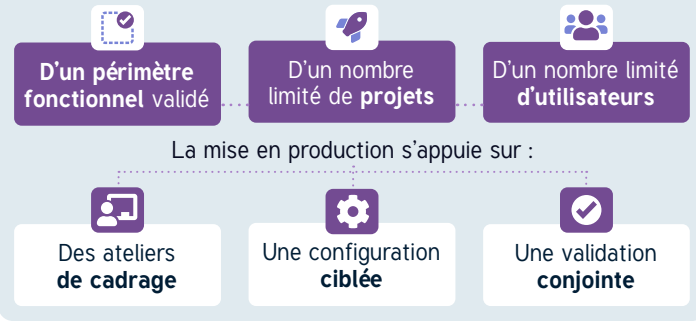 D'un périmètre
fonctionnel validé
D'un nombre
limité de projets
D'un nombre limité
d'utilisateurs
La mise en production s'appuie sur :
Des ateliers
de cadrage
Une configuration
ciblée
Une validation
conjointe